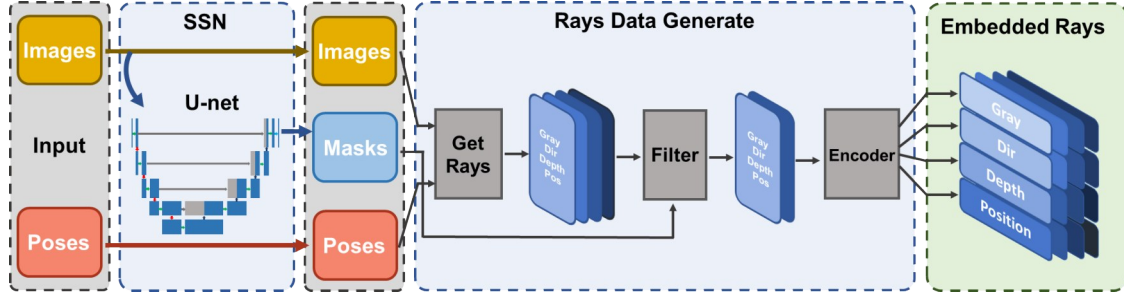 SSN
Rays Data Generate
Embedded Rays
Images
Images
U-net
Input
Masks
Get
Rays
Gray
Dir
Depth
Pos
Filter
Gray
Dir
Depth
Pos
Encoder
Gray
Dir
Depth
Position
Poses
Poses